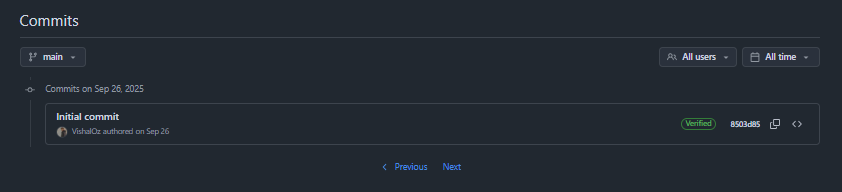 Commits
main
All users
All time
Commits on Sep 26, 2025
Initial commit
Verified
8503d85
VishalOz authored on Sep 26
Previous
Next